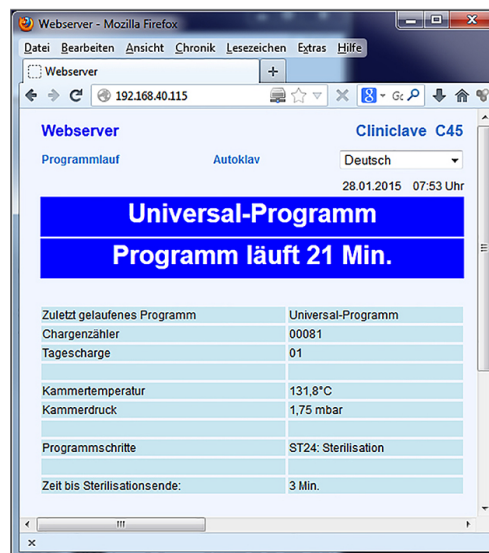 Webserver - Mozilla Firefox
Datei Bearbeiten Ansicht Chronik Lesezeichen Extras Hilfe
Webserver
192.168.40.115
Webserver Cliniclave C45
Programmlauf Autoklav Deutsch
28.01.2015 07:53 Uhr
Universal-Programm
Programm läuft 21 Min.
Zuletzt gelaufenes Programm Universal-Programm
Chargenzähler 00081
Tagescharge 01
Kammertemperatur 131,8°C
Kammerdruck 1,75 mbar
Programmschritte ST24: Sterilisation
Zeit bis Sterilisationsende: 3 Min.